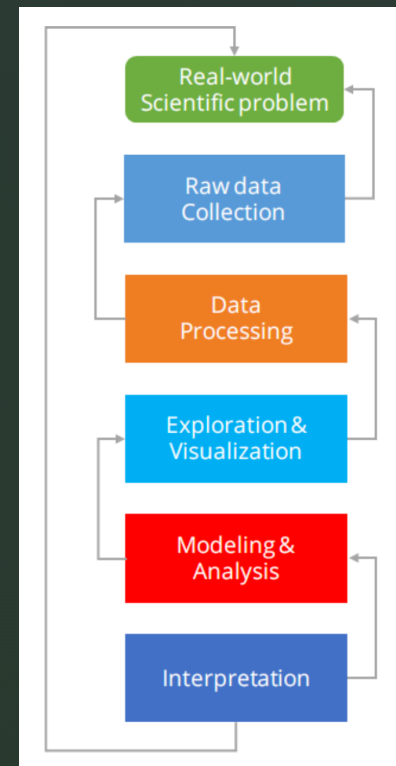 Real-world
Scientific problem
Raw data
Collection
Data
Processing
Exploration &
Visualization
Modeling &
Analysis
Interpretation